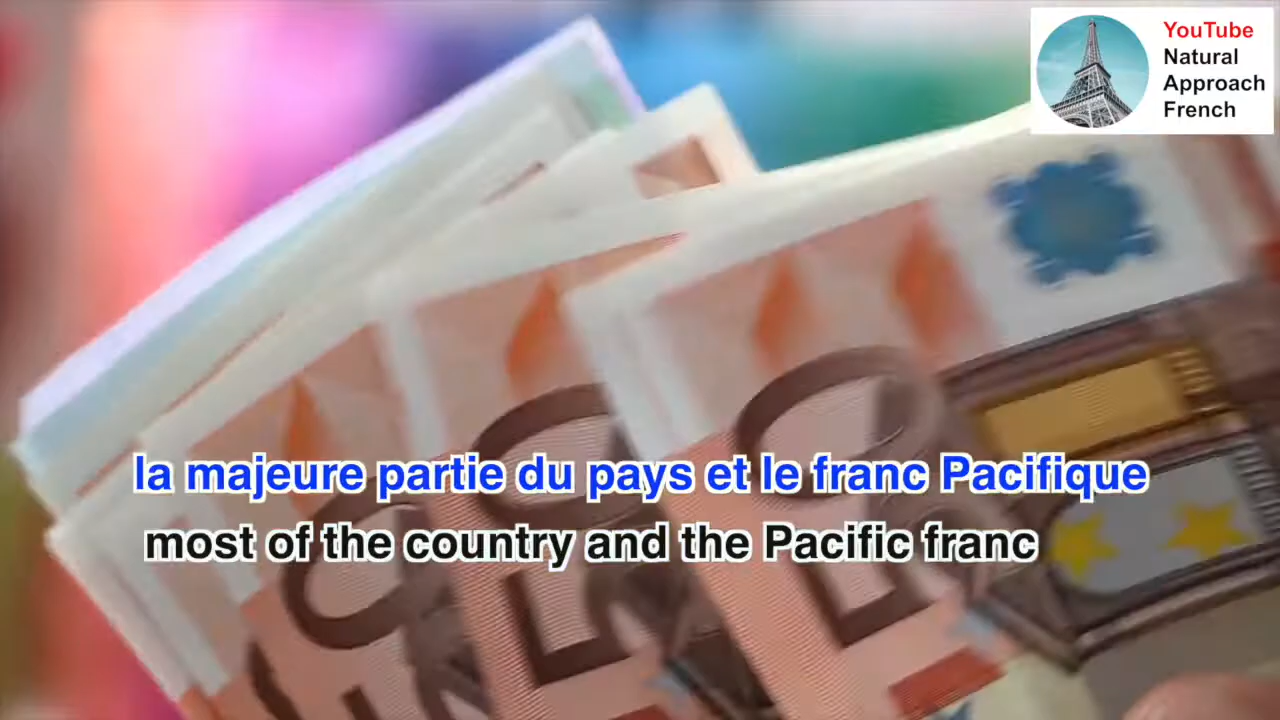 YouTube
Natural
Approach
French
la majeure partie du pays et le franc Pacifique
most of the country and the Pacific franc